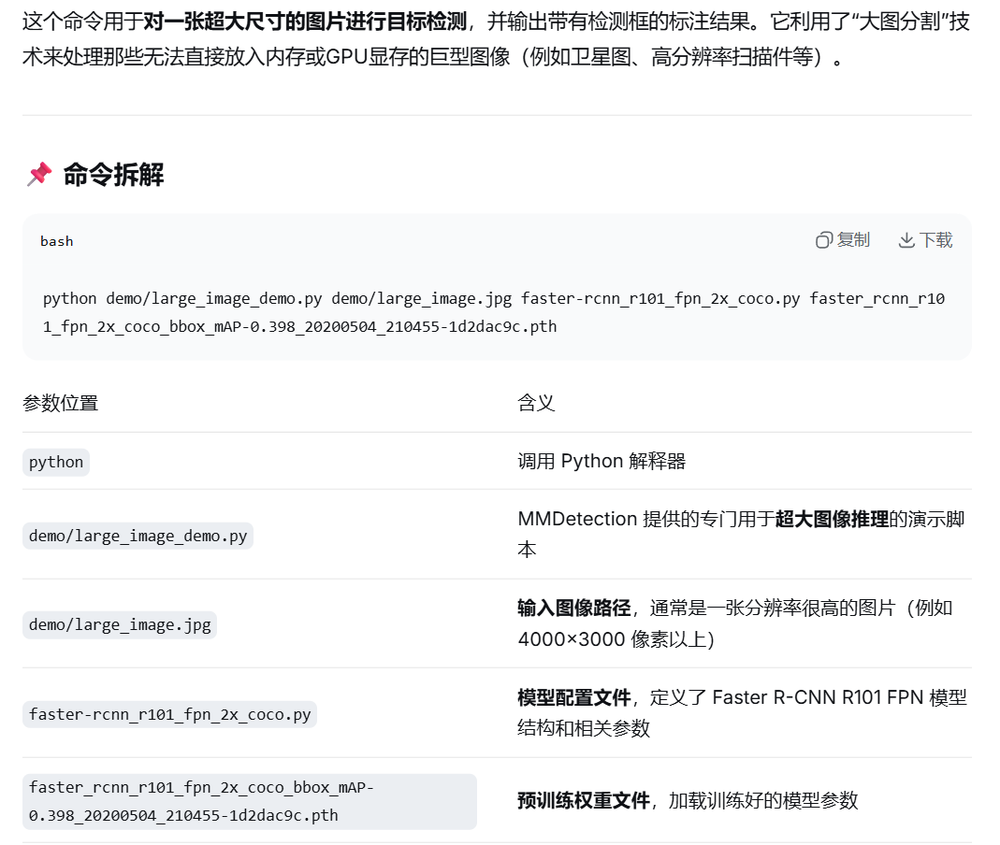 这个命令用于对一张超大尺寸的图片进行目标检测，并输出带有检测框的标注结果。它利用了“大图分割”技
术来处理那些无法直接放入内存或GPU显存的巨型图像（例如卫星图、高分辨率扫描件等）。
📌 命令拆解
bash 复制 下载
python demo/large_image_demo.py demo/large_image.jpg faster-rcnn_r101_fpn_2x_coco.py faster_rcnn_r10
1_fpn_2x_coco_bbox_mAP-0.398_20200504_210455-1d2dac9c.pth
参数位置 含义
python 调用 Python 解释器
demo/large_image_demo.py MMDetection 提供的专门用于超大图像推理的演示脚
本
demo/large_image.jpg 输入图像路径，通常是一张分辨率很高的图片（例如
4000×3000 像素以上）
faster-rcnn_r101_fpn_2x_coco.py 模型配置文件，定义了 Faster R-CNN R101 FPN 模型
结构和相关参数
faster_rcnn_r101_fpn_2x_coco_bbox_mAP-
0.398_20200504_210455-1d2dac9c.pth 预训练权重文件，加载训练好的模型参数